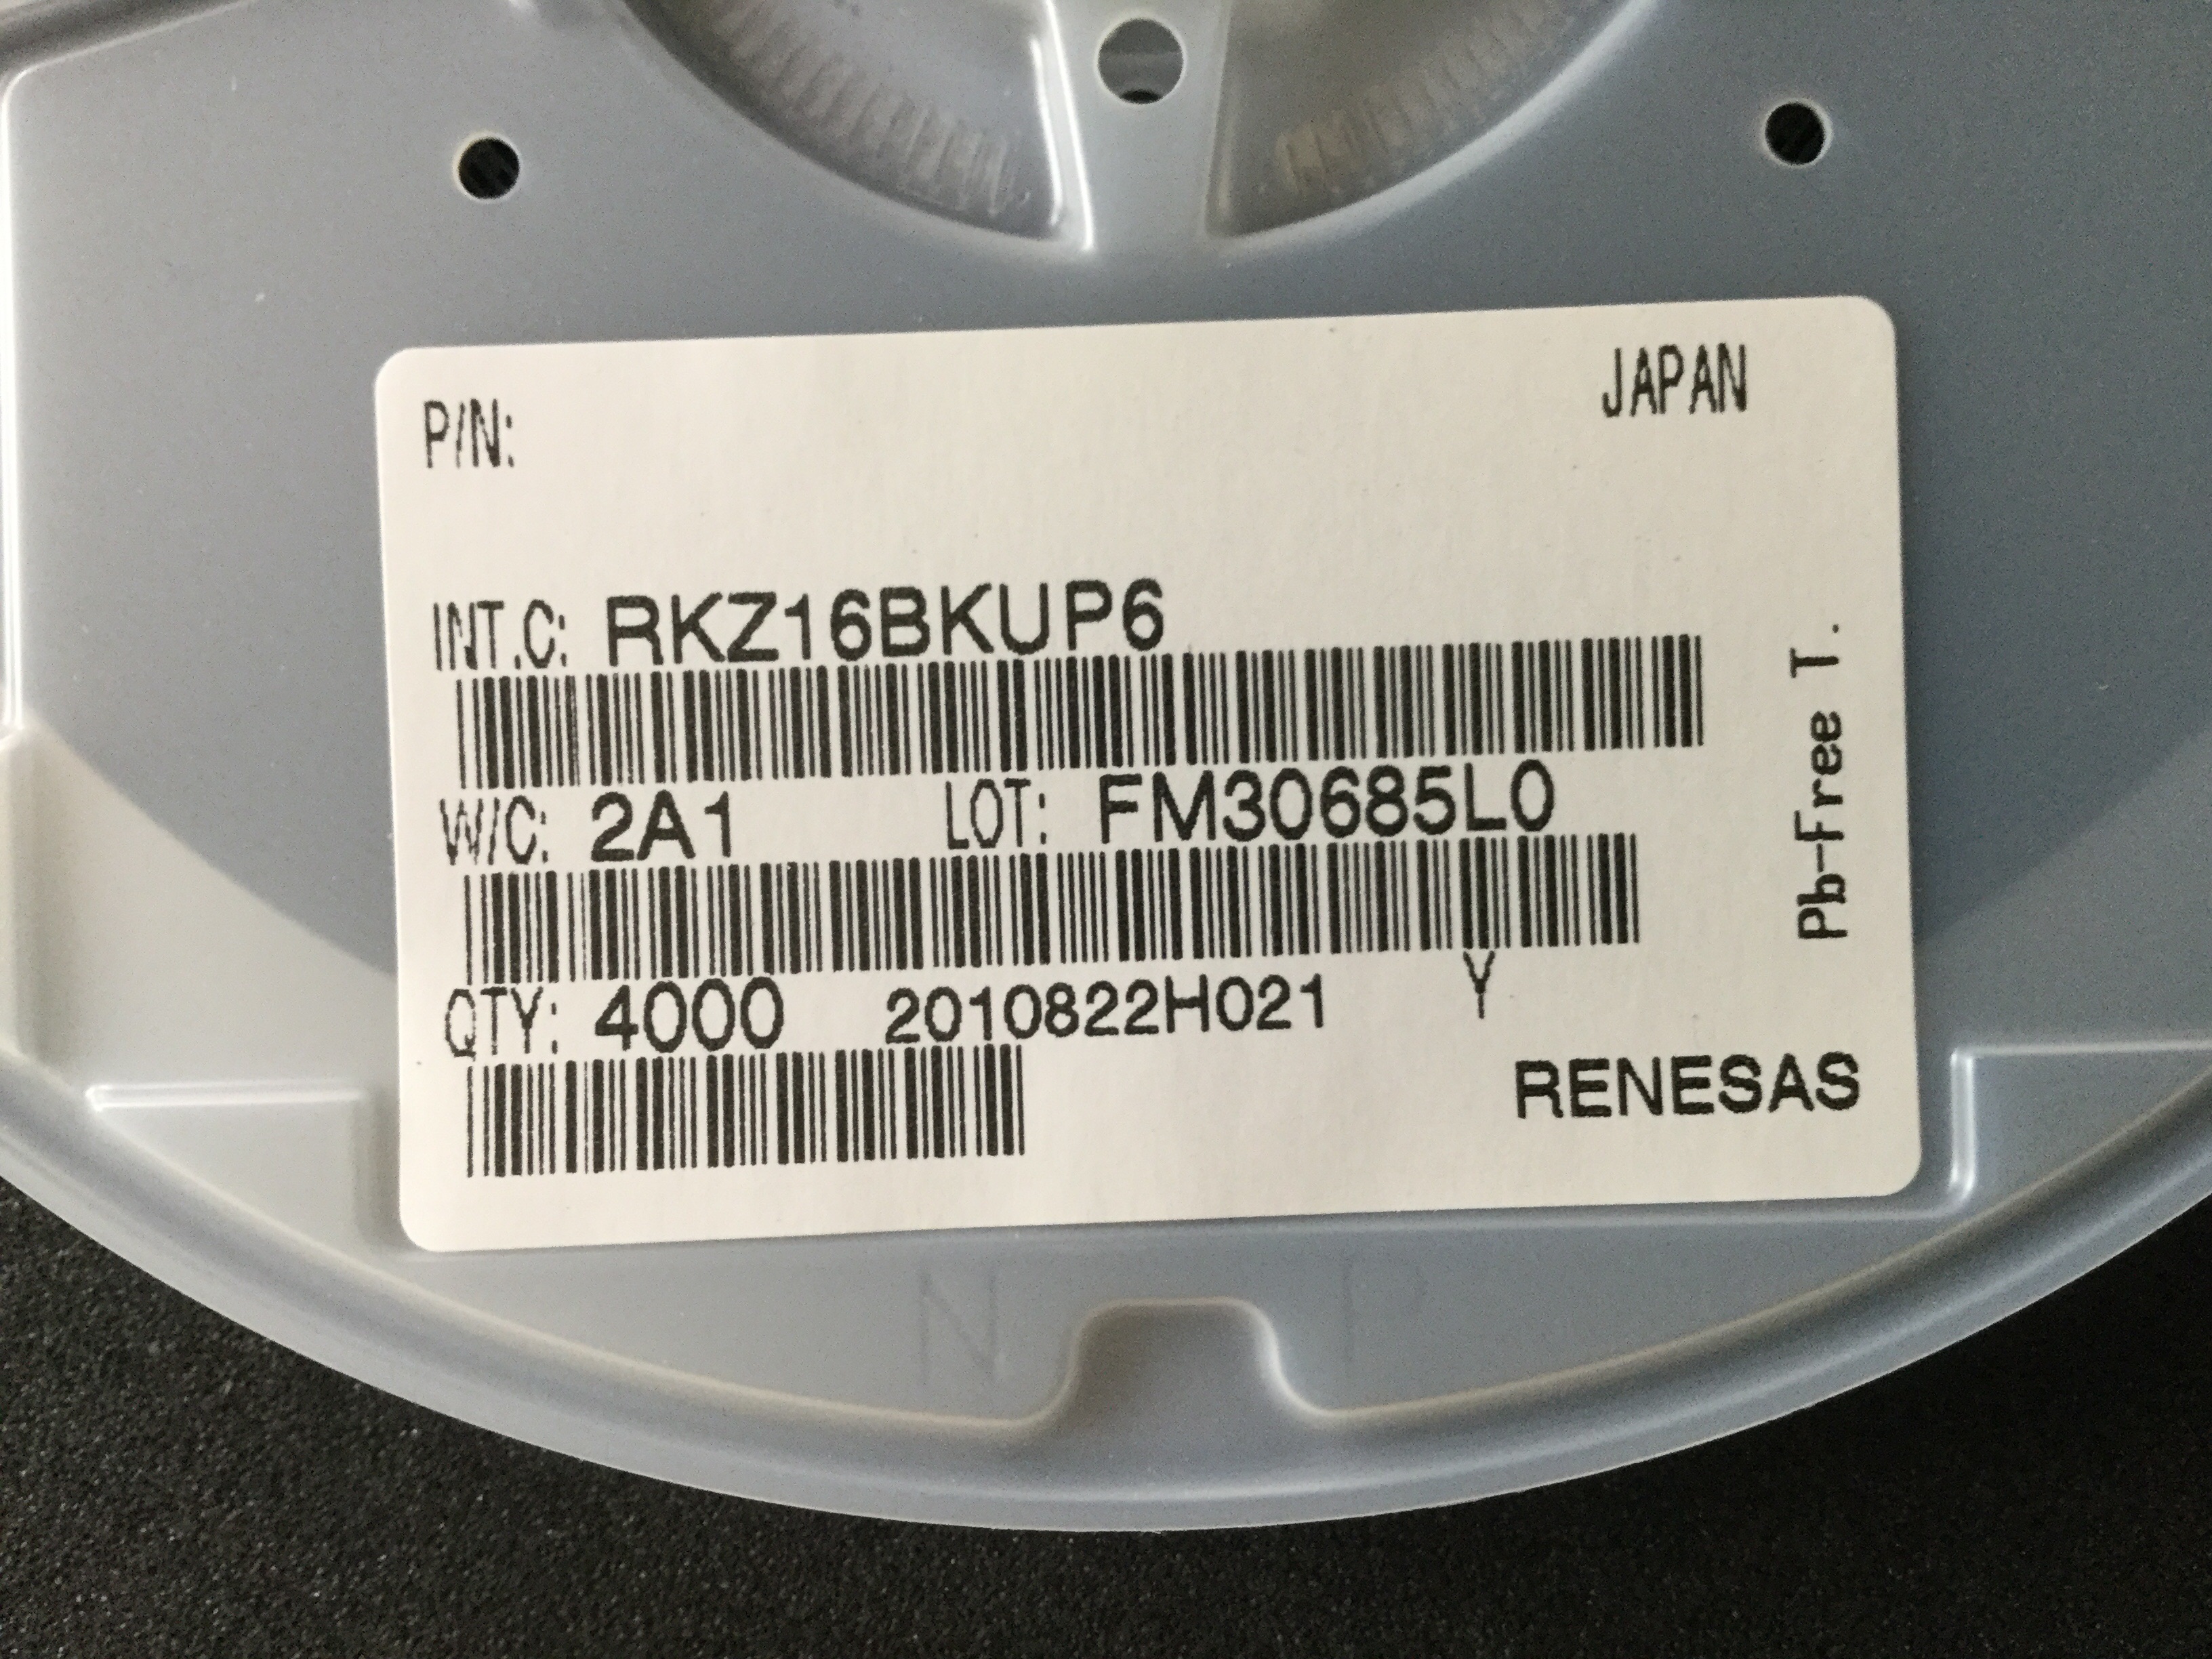 JAPAN
P/N:
INT.C: RKZ16BKUP6
W/C: 2A1 LOT: FM30685L0
QTY: 4000 2010822H021 Y
RENESAS
Pb-Free T.
N P